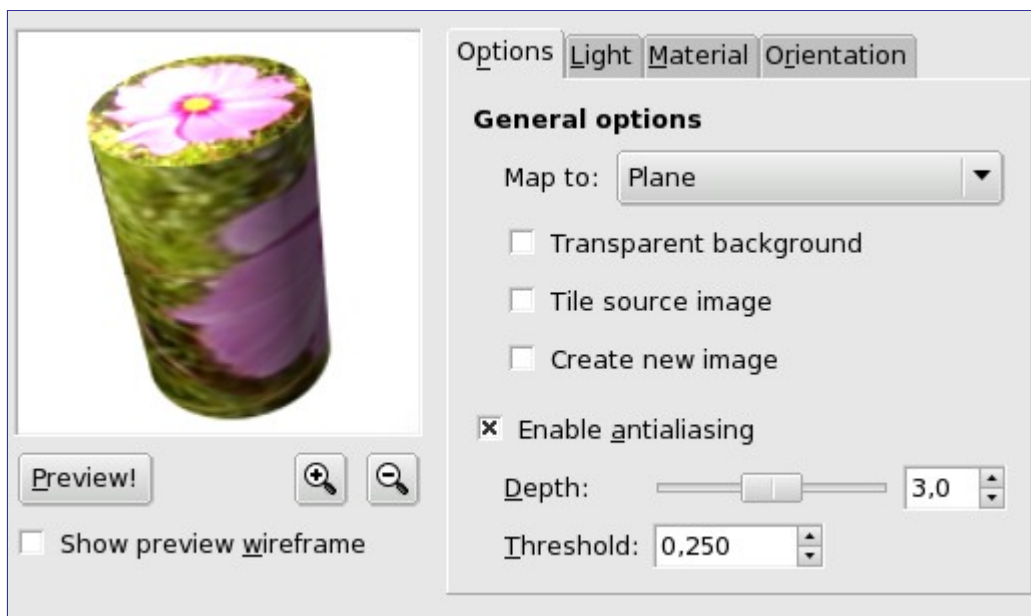 Options Light Material Orientation
General options
Map to: Plane
Transparent background
Tile source image
Create new image
Enable antialiasing
Depth: 3,0
Threshold: 0,250
Preview!
Show preview wireframe